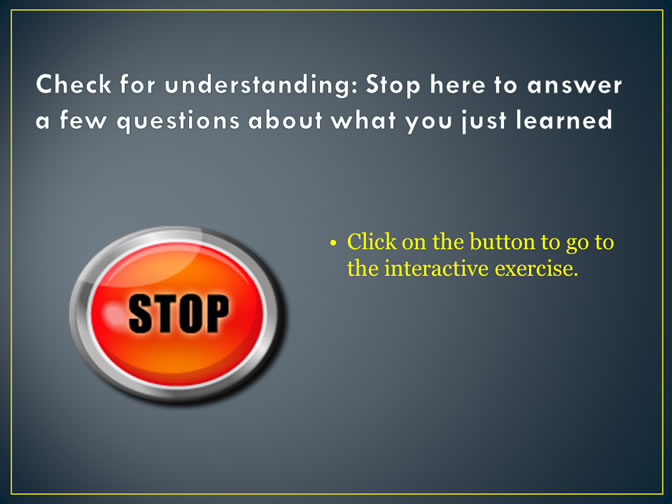 Check for understanding: Stop here to answer
a few questions about what you just learned
• Click on the button to go to
the interactive exercise.
STOP